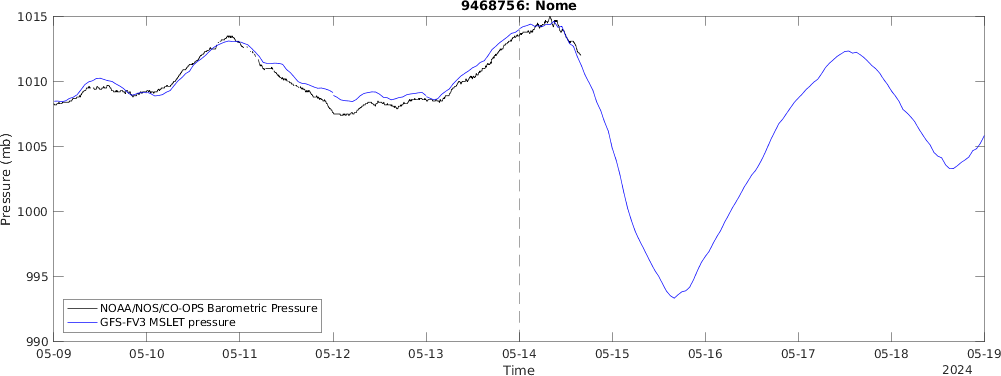 9468756: Nome
Pressure (mb)
1015
1010
1005
1000
995
990
NOAA/NOS/CO-OPS Barometric Pressure
GFS-FV3 MSLET pressure
05-09 05-10 05-11 05-12 05-13 05-14 05-15 05-16 05-17 05-18 05-19
Time
2024